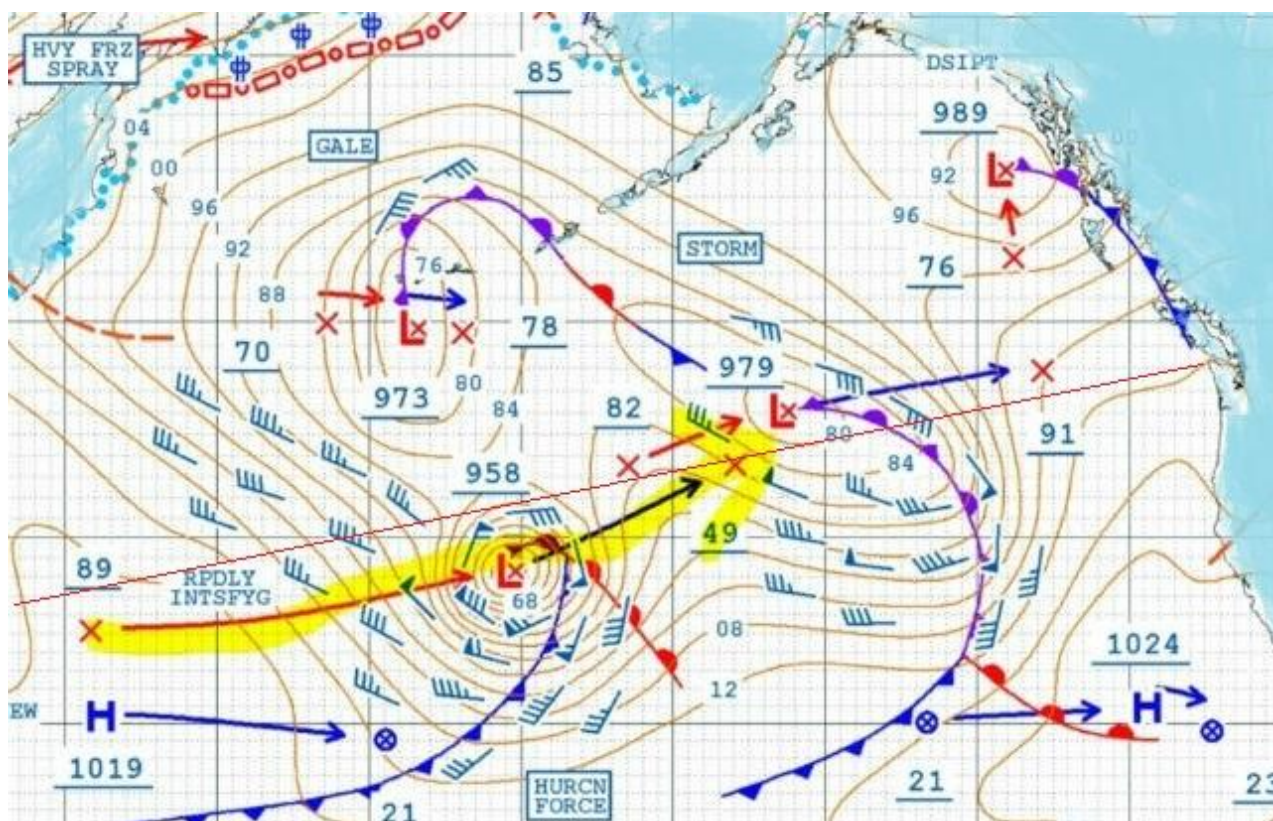 HVY FRZ
SPRAY
DSIPT
85
989
04
GALE
00
00
92
96
96
92
STORM
76
76
L
88
L
78
70
979
973
80
84
82
L
80
91
84
958
49
89
RPDLY
INTSFYG
L
68
08
1024
12
EW
H
H
1019
HURCN
FORCE
21
21
23